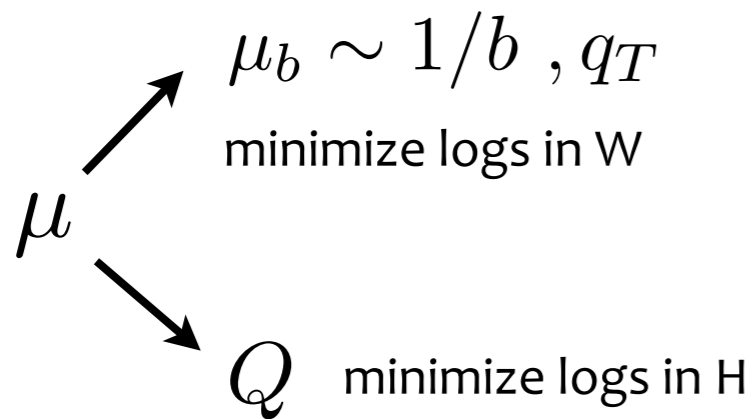 μ_b ∼ 1/b , q_T
minimize logs in W
μ
Q minimize logs in H